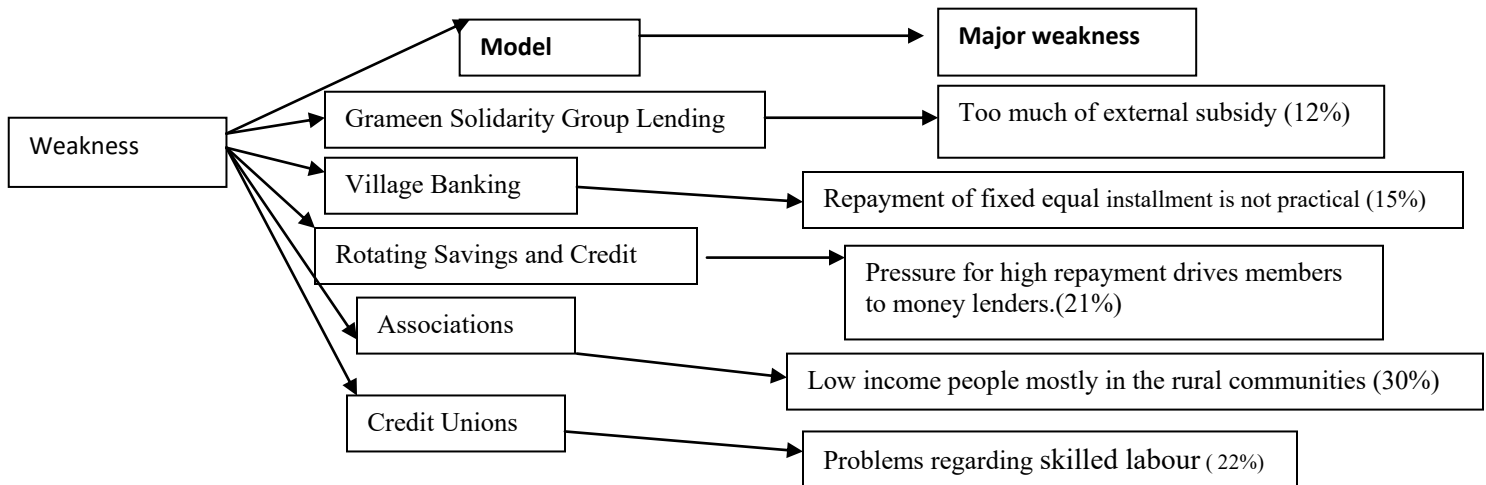 Model
Major weakness
Weakness
Grameen Solidarity Group Lending
Too much of external subsidy (12%)
Village Banking
Repayment of fixed equal installment is not practical (15%)
Rotating Savings and Credit
Pressure for high repayment drives members
to money lenders.(21%)
Associations
Low income people mostly in the rural communities (30%)
Credit Unions
Problems regarding skilled labour ( 22%)